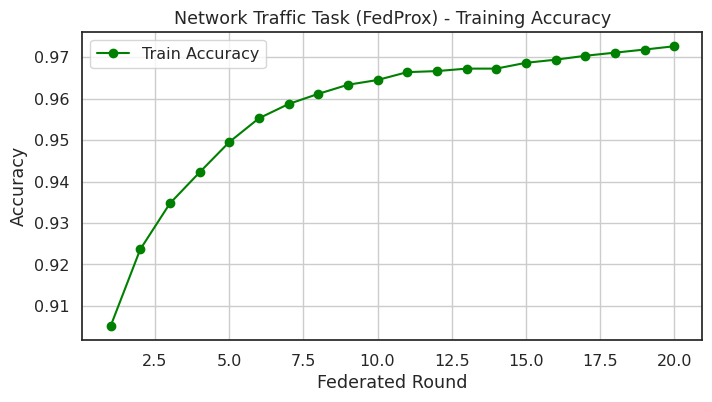 Network Traffic Task (FedProx) - Training Accuracy
Train Accuracy
Accuracy
0.97
0.96
0.95
0.94
0.93
0.92
0.91
2.5 5.0 7.5 10.0 12.5 15.0 17.5 20.0
Federated Round